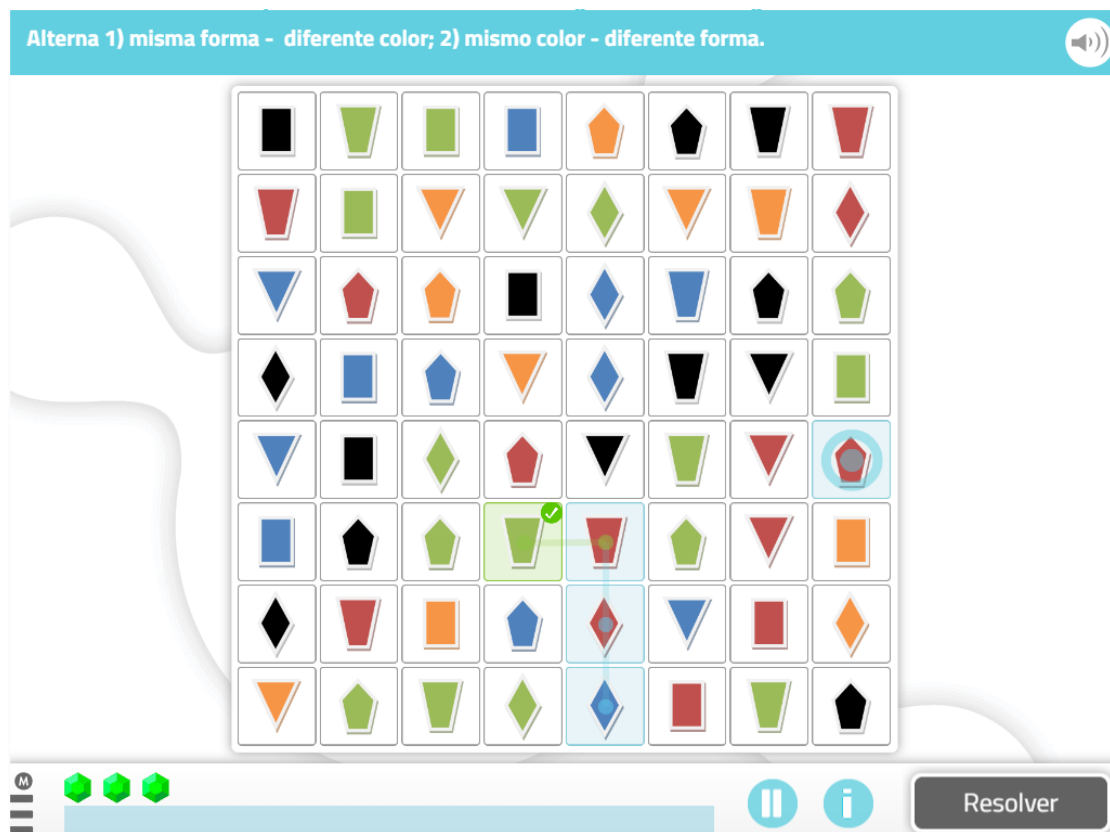 Alterna 1) misma forma - diferente color; 2) mismo color - diferente forma.
M
Resolver